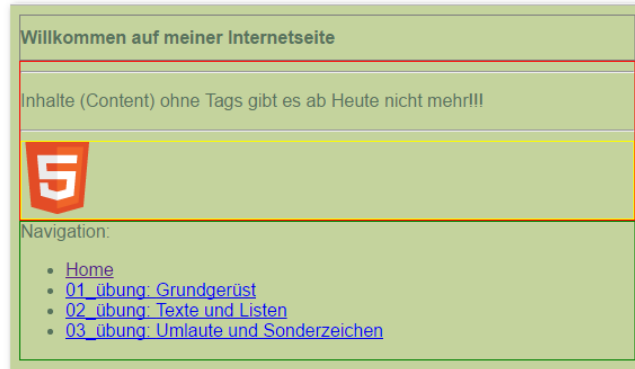 Willkommen auf meiner Internetseite
Inhalte (Content) ohne Tags gibt es ab Heute nicht mehr!!!
5
Navigation:
Home
01_übung: Grundgerüst
02_übung: Texte und Listen
03_übung: Umlaute und Sonderzeichen